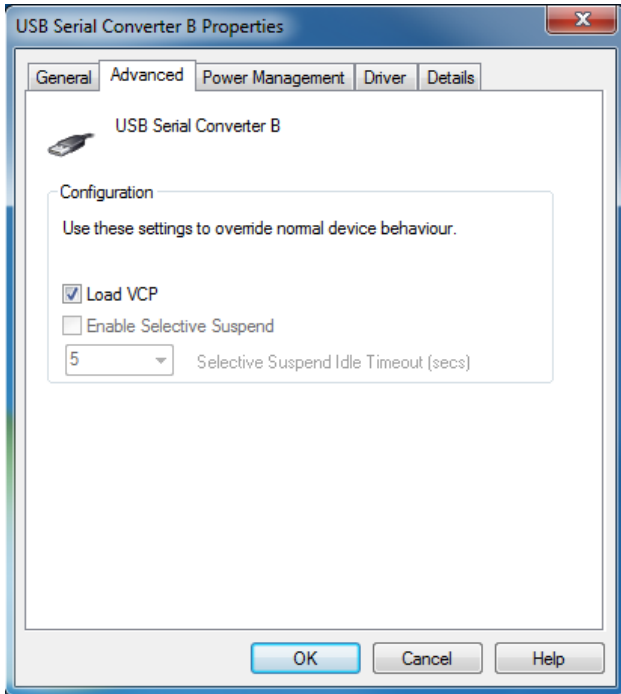 USB Serial Converter B Properties
General Advanced Power Management Driver Details
USB Serial Converter B
Configuration
Use these settings to override normal device behaviour.
Load VCP
Enable Selective Suspend
5 Selective Suspend Idle Timeout (secs)
OK Cancel Help